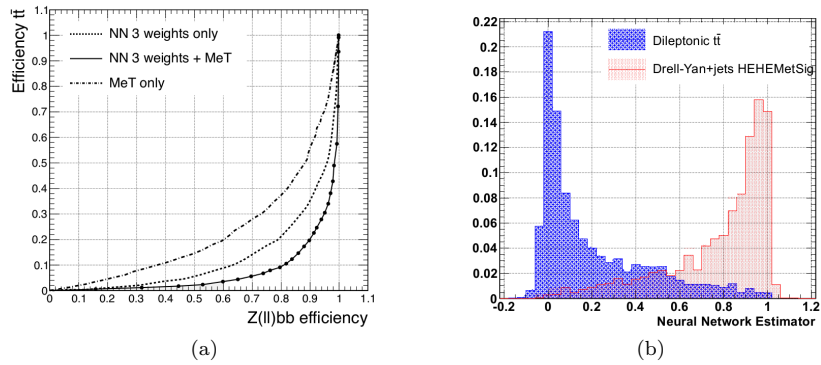 Efficiency tt̄
1.1
1
0.9
0.8
0.7
0.6
0.5
0.4
0.3
0.2
0.1
0
NN 3 weights only
NN 3 weights + MeT
MeT only
0 0.1 0.2 0.3 0.4 0.5 0.6 0.7 0.8 0.9 1 1.1
Z(ll)bb efficiency
(a)
0.22
0.2
0.18
0.16
0.14
0.12
0.1
0.08
0.06
0.04
0.02
0
Dileptonic tt̄
Drell-Yan+jets HEHEMetSig
-0.2 0 0.2 0.4 0.6 0.8 1 1.2
Neural Network Estimator
(b)